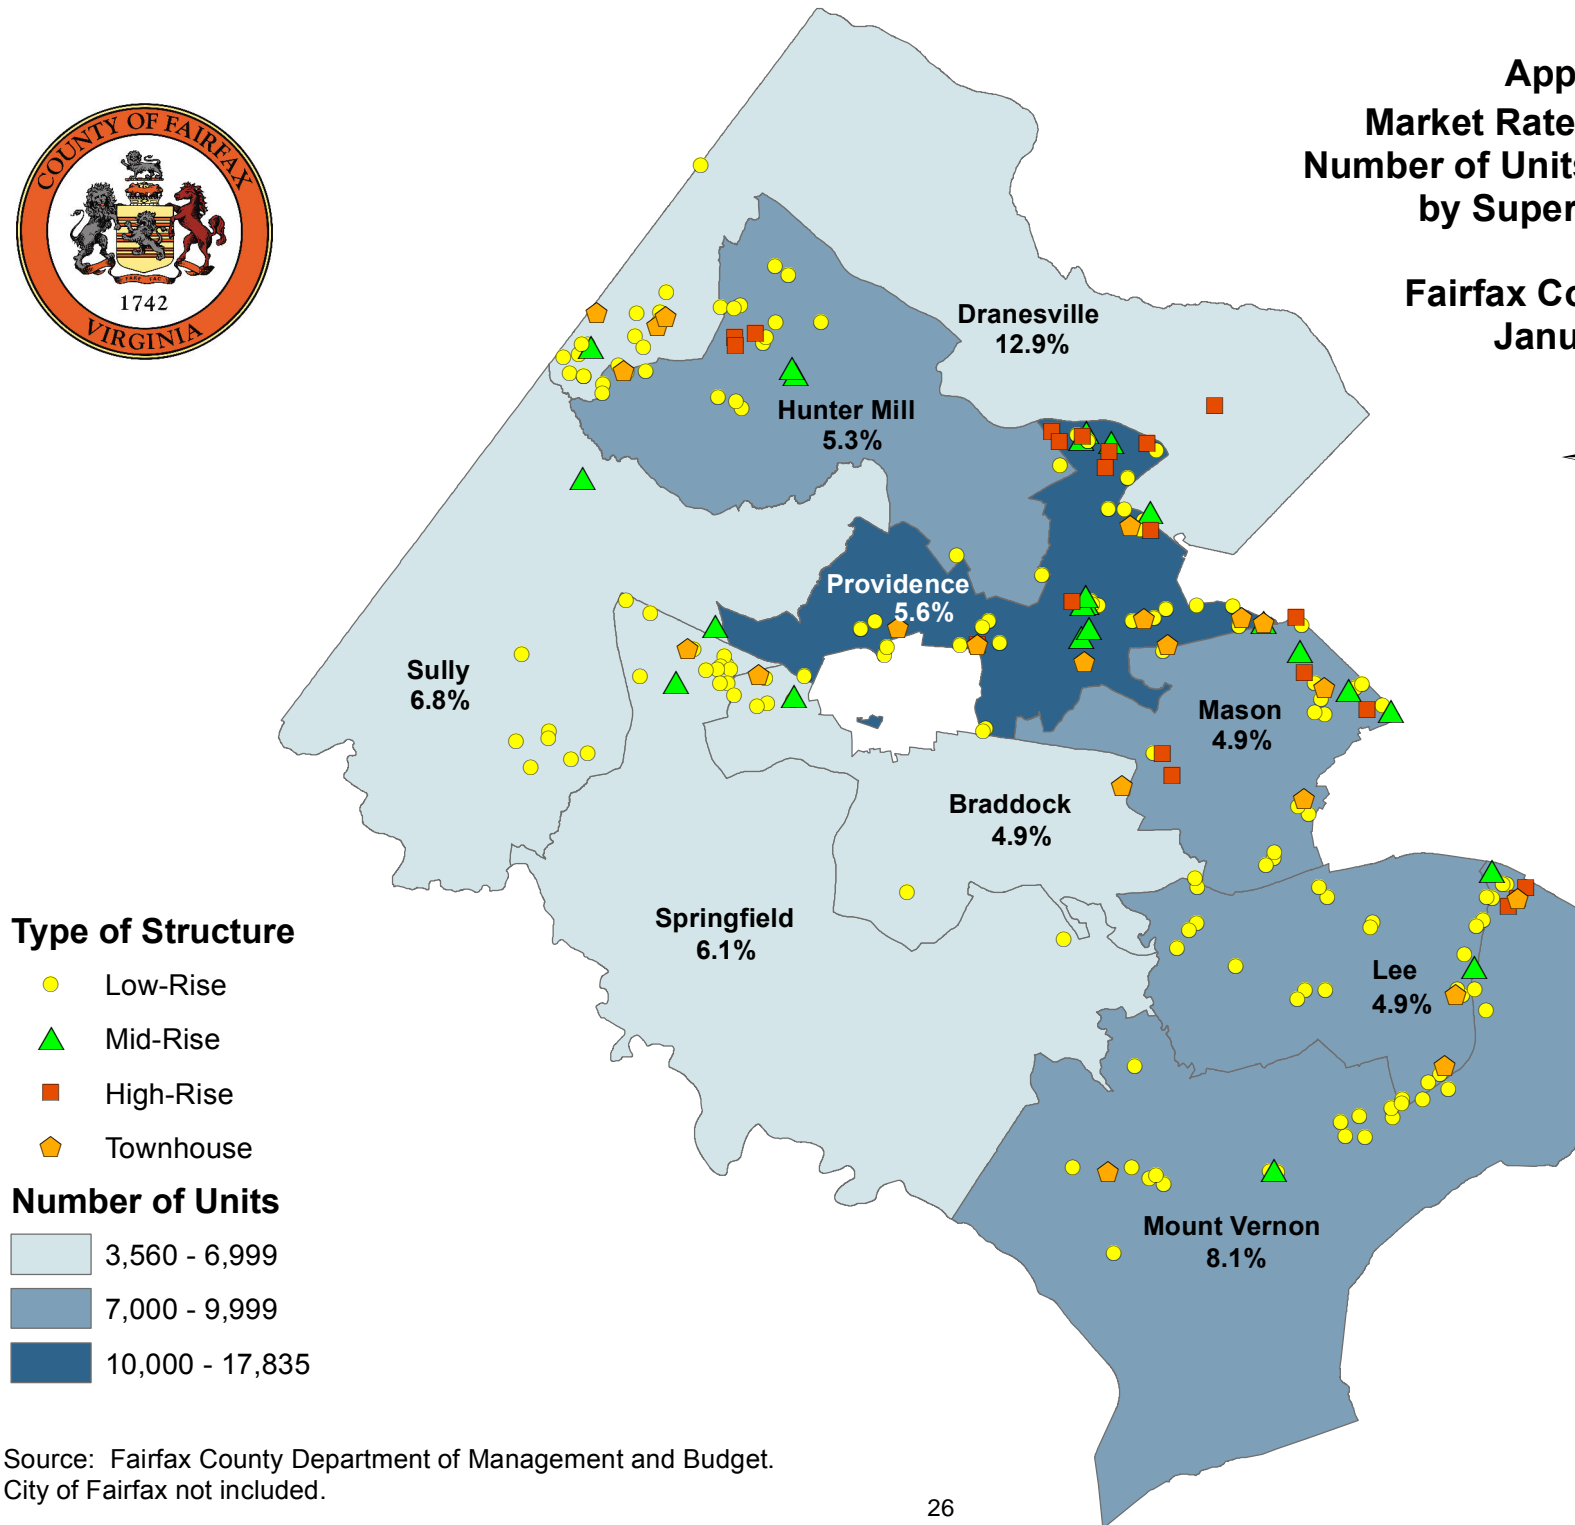 COUNTY OF FAIRFAX
1742
VIRGINIA
App
Market Rate
Number of Units
by Super
Fairfax Co
Janu
Dranesville
12.9%
Hunter Mill
5.3%
Providence
5.6%
Sully
6.8%
Mason
4.9%
Braddock
4.9%
Springfield
6.1%
Lee
4.9%
Mount Vernon
8.1%
Type of Structure
Low-Rise
Mid-Rise
High-Rise
Townhouse
Number of Units
3,560 - 6,999
7,000 - 9,999
10,000 - 17,835
Source: Fairfax County Department of Management and Budget.
City of Fairfax not included.
26